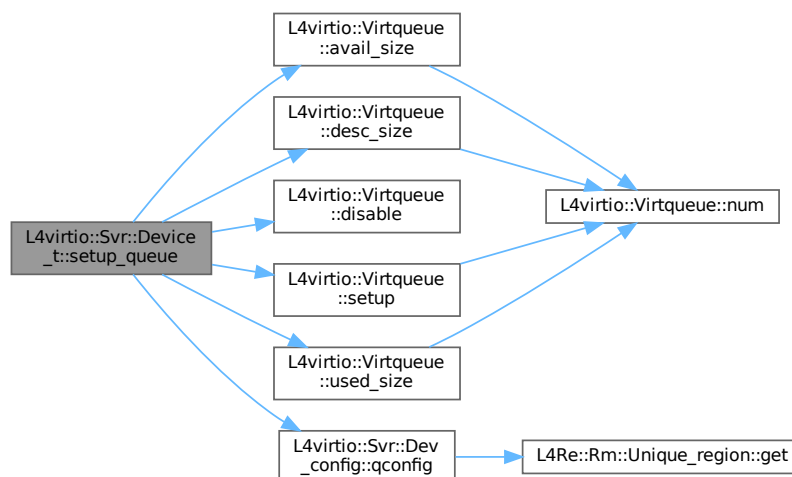 L4virtio::Virtqueue
::avail_size
L4virtio::Virtqueue
::desc_size
L4virtio::Virtqueue
::disable
L4virtio::Virtqueue::num
L4virtio::Svr::Device
_t::setup_queue
L4virtio::Virtqueue
::setup
L4virtio::Virtqueue
::used_size
L4virtio::Svr::Dev
_config::qconfig
L4Re::Rm::Unique_region::get